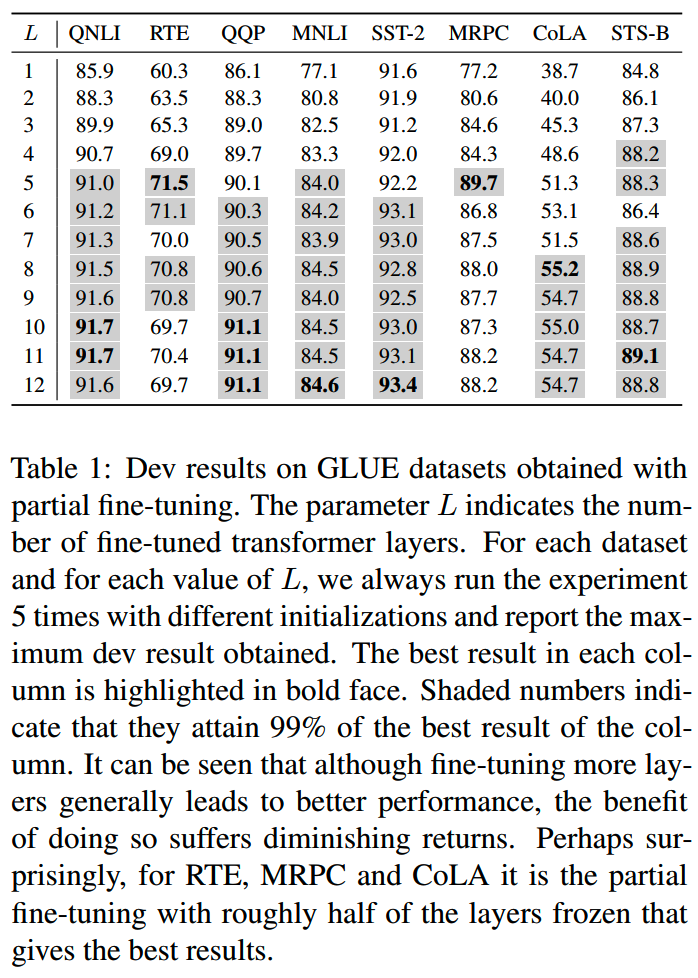 L QNLI RTE QQP MNLI SST-2 MRPC CoLA STS-B
1 85.9 60.3 86.1 77.1 91.6 77.2 38.7 84.8
2 88.3 63.5 88.3 80.8 91.9 80.6 40.0 86.1
3 89.9 65.3 89.0 82.5 91.2 84.6 45.3 87.3
4 90.7 69.0 89.7 83.3 92.0 84.3 48.6 88.2
5 91.0 71.5 90.1 84.0 92.2 89.7 51.3 88.3
6 91.2 71.1 90.3 84.2 93.1 86.8 53.1 86.4
7 91.3 70.0 90.5 83.9 93.0 87.5 51.5 88.6
8 91.5 70.8 90.6 84.5 92.8 88.0 55.2 88.9
9 91.6 70.8 90.7 84.0 92.5 87.7 54.7 88.8
10 91.7 69.7 91.1 84.5 93.0 87.3 55.0 88.7
11 91.7 70.4 91.1 84.5 93.1 88.2 54.7 89.1
12 91.6 69.7 91.1 84.6 93.4 88.2 54.7 88.8
Table 1: Dev results on GLUE datasets obtained with
partial fine-tuning. The parameter L indicates the num-
ber of fine-tuned transformer layers. For each dataset
and for each value of L, we always run the experiment
5 times with different initializations and report the max-
imum dev result obtained. The best result in each col-
umn is highlighted in bold face. Shaded numbers indi-
cate that they attain 99% of the best result of the col-
umn. It can be seen that although fine-tuning more lay-
ers generally leads to better performance, the benefit
of doing so suffers diminishing returns. Perhaps sur-
prisingly, for RTE, MRPC and CoLA it is the partial
fine-tuning with roughly half of the layers frozen that
gives the best results.